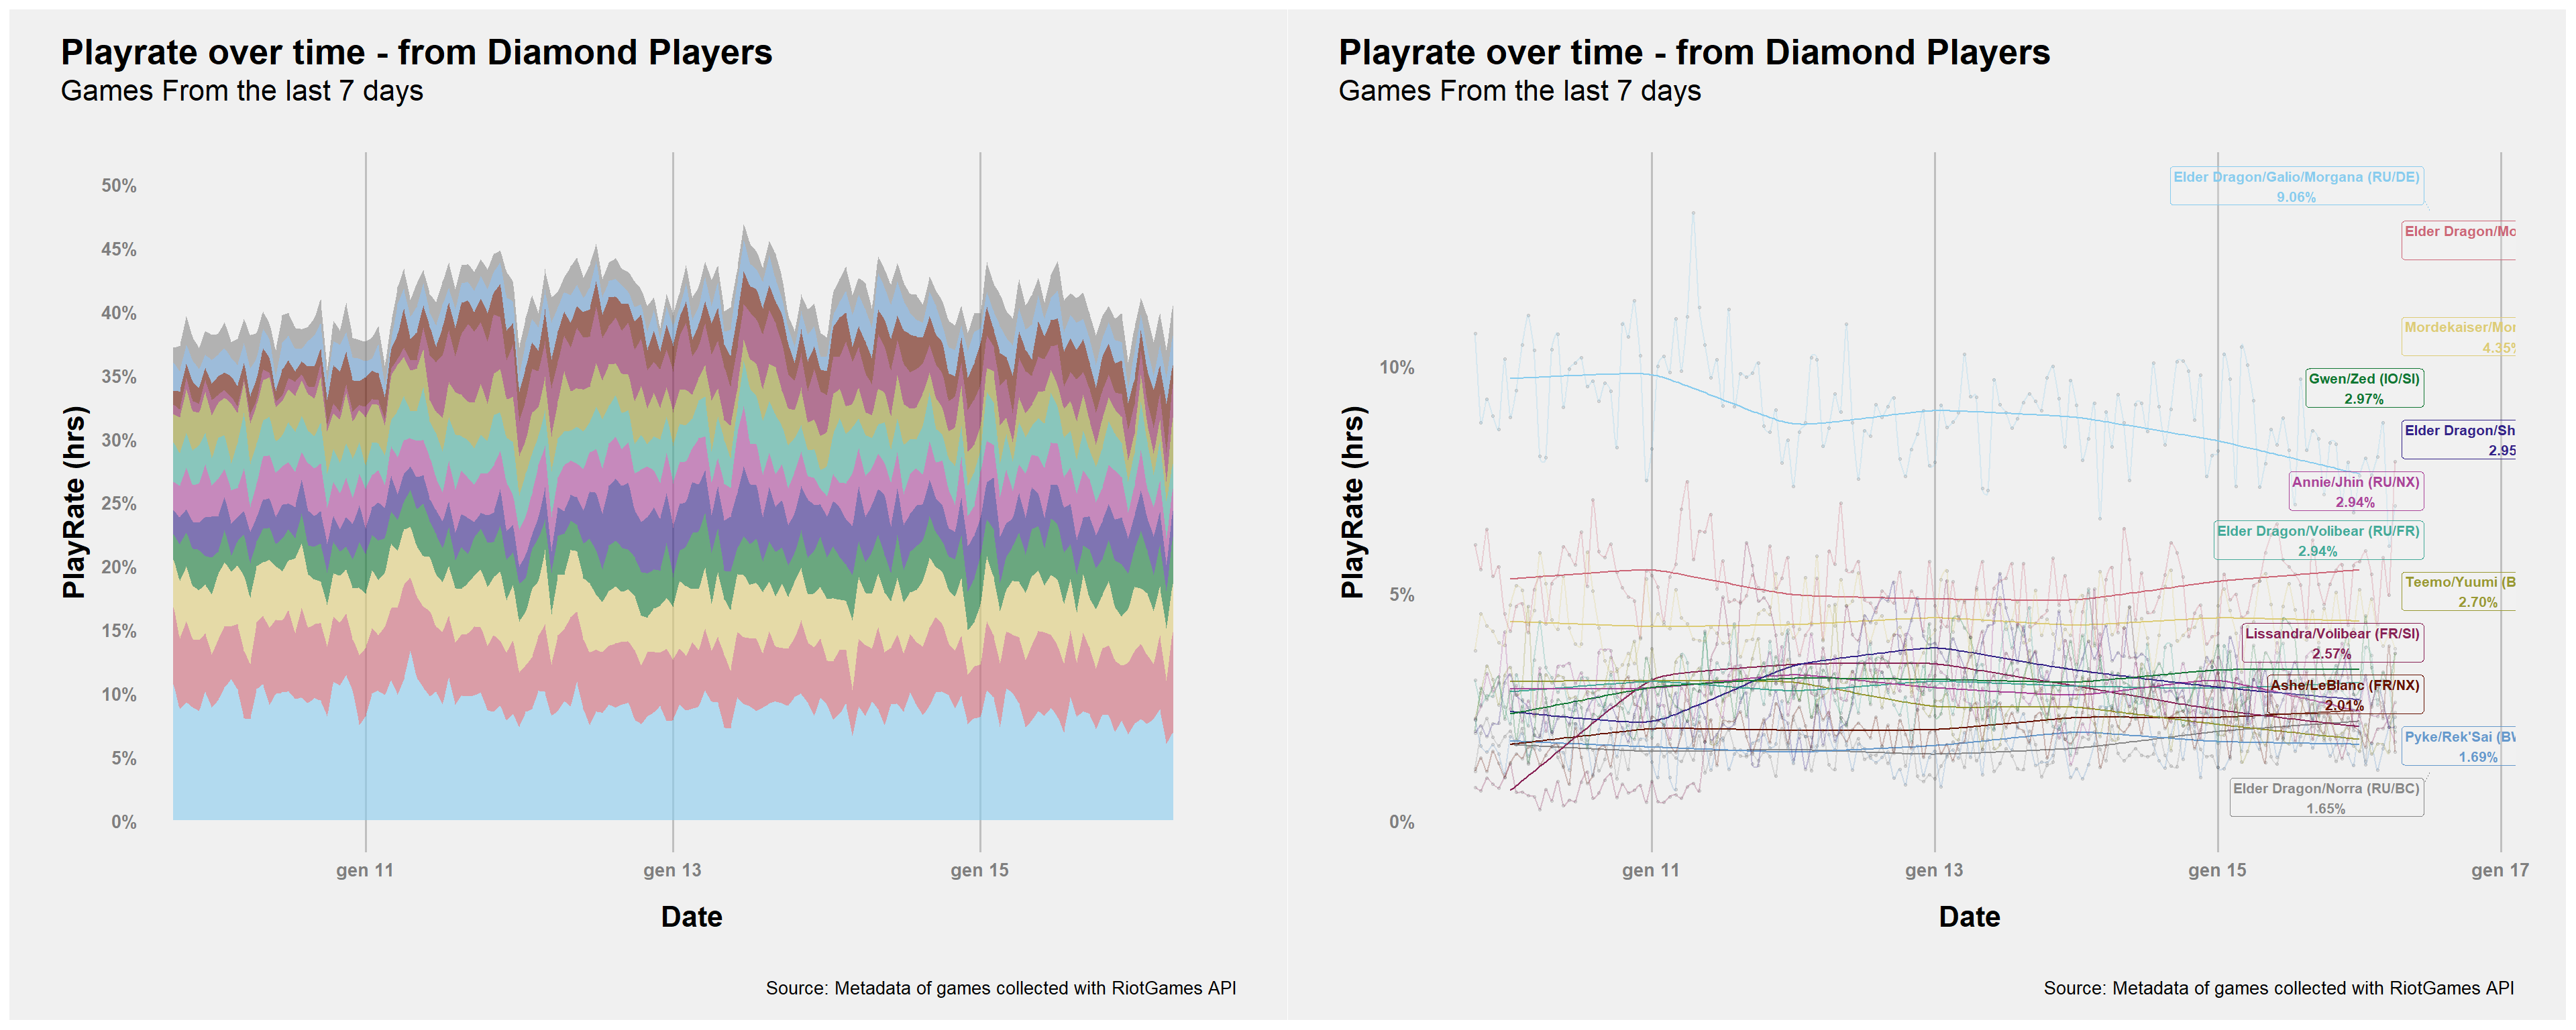 Playrate over time - from Diamond Players
Games From the last 7 days
50%
45%
40%
35%
30%
25%
20%
15%
10%
5%
0%
PlayRate (hrs)
gen 11
gen 13
gen 15
Date
Source: Metadata of games collected with RiotGames API
Playrate over time - from Diamond Players
Games From the last 7 days
10%
5%
0%
PlayRate (hrs)
Elder Dragon/Galio/Morgana (RU/DE)
9.06%
Elder Dragon/Mo
Mordekaiser/Mor
4.35%
Gwen/Zed (IO/SI)
2.97%
Elder Dragon/Sh
2.95
Annie/Jhin (RU/NX)
2.94%
Elder Dragon/Volibear (RU/FR)
2.94%
Teemo/Yuumi (B
2.70%
Lissandra/Volibear (FR/SI)
2.57%
Ashe/LeBlanc (FR/NX)
2.01%
Pyke/Rek'Sai (BW
1.69%
Elder Dragon/Norra (RU/BC)
1.65%
gen 11
gen 13
gen 15
gen 17
Date
Source: Metadata of games collected with RiotGames API